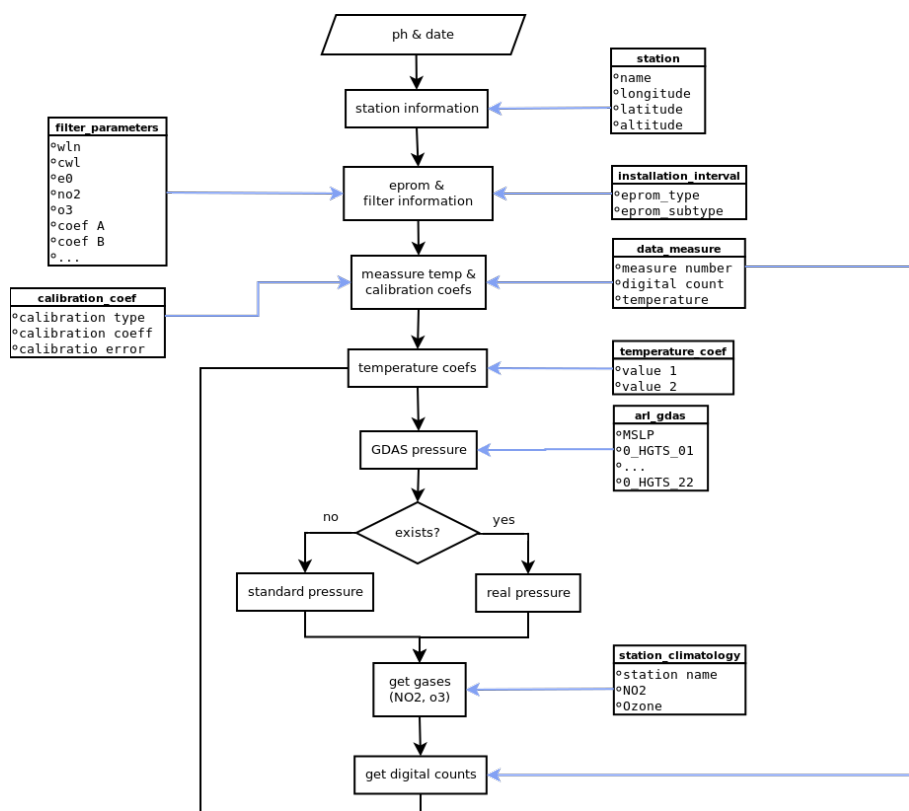 ph & date
station
name
longitude
latitude
altitude
station information
filter_parameters
wln
cwl
e0
no2
o3
coef A
coef B
...
eprom &
filter information
installation_interval
eprom_type
eprom_subtype
data_measure
measure number
digital count
temperature
meassure temp &
calibration coefs
calibration_coef
calibration type
calibration coeff
calibratio error
temperature coefs
temperature_coef
value 1
value 2
arl_gdas
MSLP
0_HGTS_01
...
0_HGTS_22
GDAS pressure
exists?
no
yes
standard pressure
real pressure
station_climatology
station name
NO2
Ozone
get gases
(NO2, o3)
get digital counts